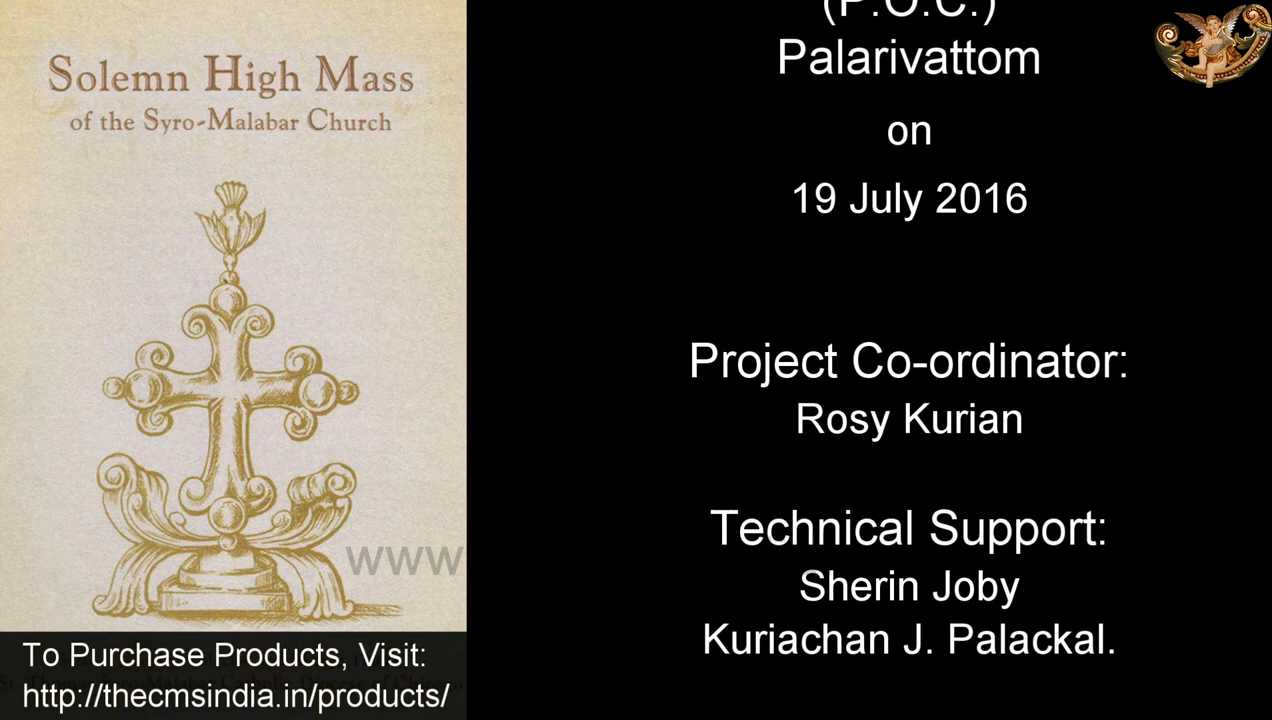 Solemn High Mass
of the Syro-Malabar Church
www
To Purchase Products, Visit:
http://thecmsindia.in/products/
(P.O.C.)
Palarivattom
on
19 July 2016
Project Co-ordinator:
Rosy Kurian
Technical Support:
Sherin Joby
Kuriachan J. Palackal.